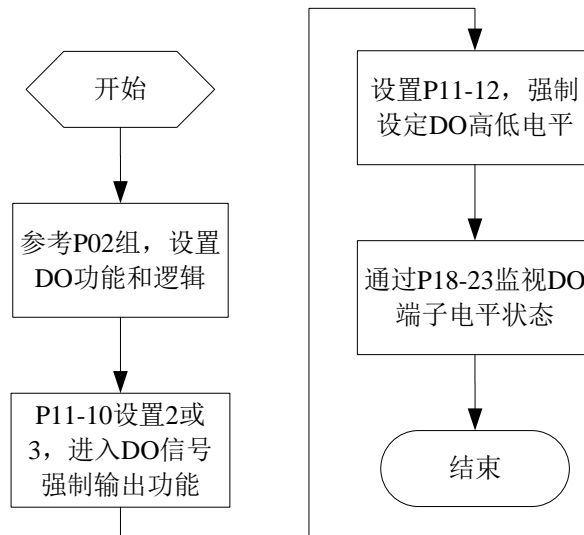 开始
参考P02组，设置
DO功能和逻辑
P11-10设置2或
3，进入DO信号
强制输出功能
设置P11-12，强制
设定DO高低电平
通过P18-23监视DO
端子电平状态
结束